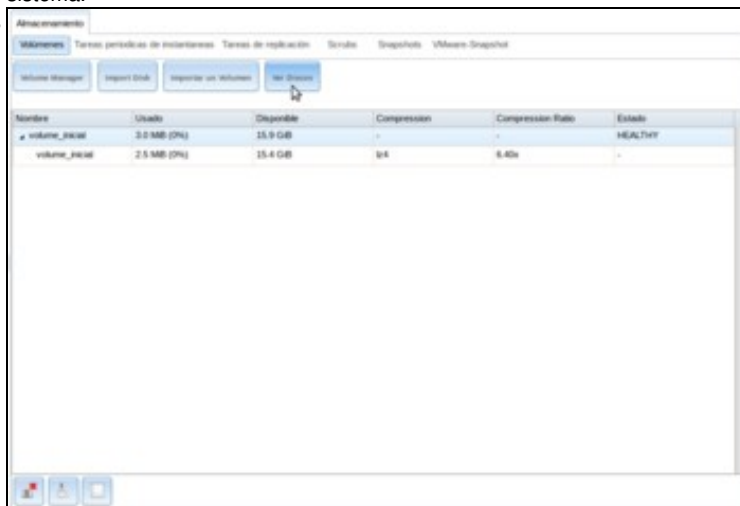 sistema.
Almacenamiento
Volúmenes Tareas periodicas de instantaneas Tareas de replicación Scrubs Snapshots VMware-Snapshot
Volume Manager Import Disk Importar un Volumen Ver Discos
Nombre Usado Disponible Compression Compression Ratio Estado
volume_inicial 3.0 MiB (0%) 15.9 GiB - - HEALTHY
volume_inicial 2.5 MiB (0%) 15.4 GiB lz4 6.40x -